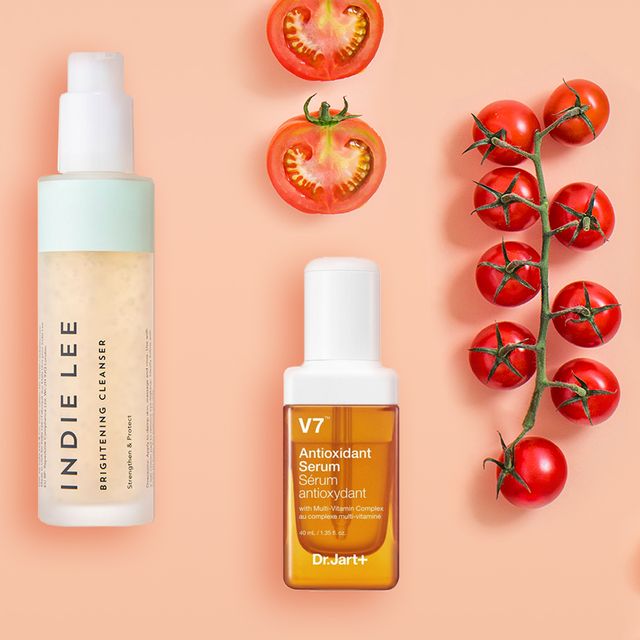 INDIE LEE
BRIGHTENING CLEANSER
Strengthen & Protect
V7™
Antioxidant
Serum
Sérum
antioxydant
with Multi-Vitamin Complex
au complexe multi-vitaminé
40 mL / 1.35 fl. oz.
Dr.Jart+